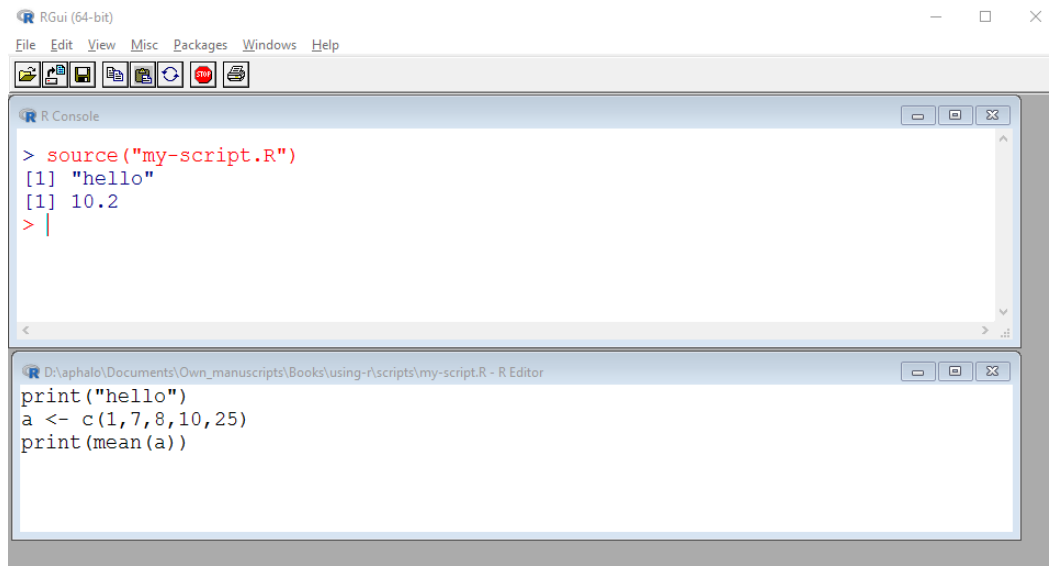 RGui (64-bit)
File Edit View Misc Packages Windows Help
STOP
R Console
> source("my-script.R")
[1] "hello"
[1] 10.2
>
D:\aphalo\Documents\Own_manuscripts\Books\using-r\scripts\my-script.R - R Editor
print("hello")
a <- c(1,7,8,10,25)
print(mean(a))